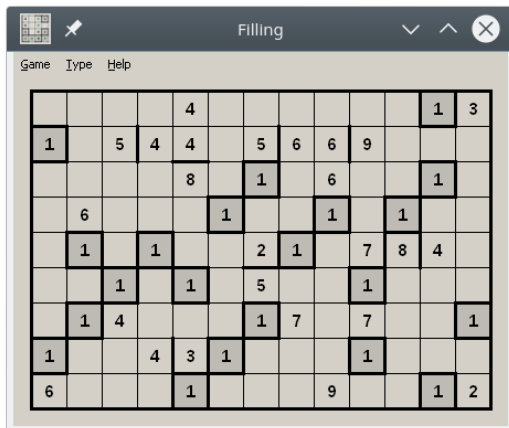 Filling
Game Type Help
4 1 3
1 5 4 4 5 6 6 9
8 1 6 1
6 1 1 1
1 1 2 1 7 8 4
1 1 5 1
1 4 1 7 7 1
1 4 3 1 1
6 1 9 1 2